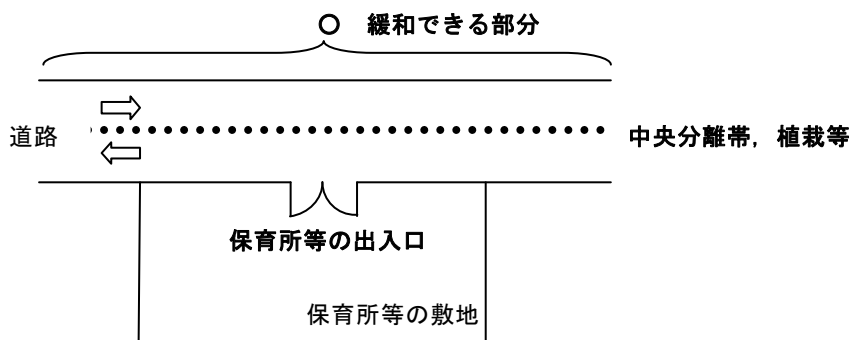 ○ 緩和できる部分
道路
中央分離帯，植栽等
保育所等の出入口
保育所等の敷地